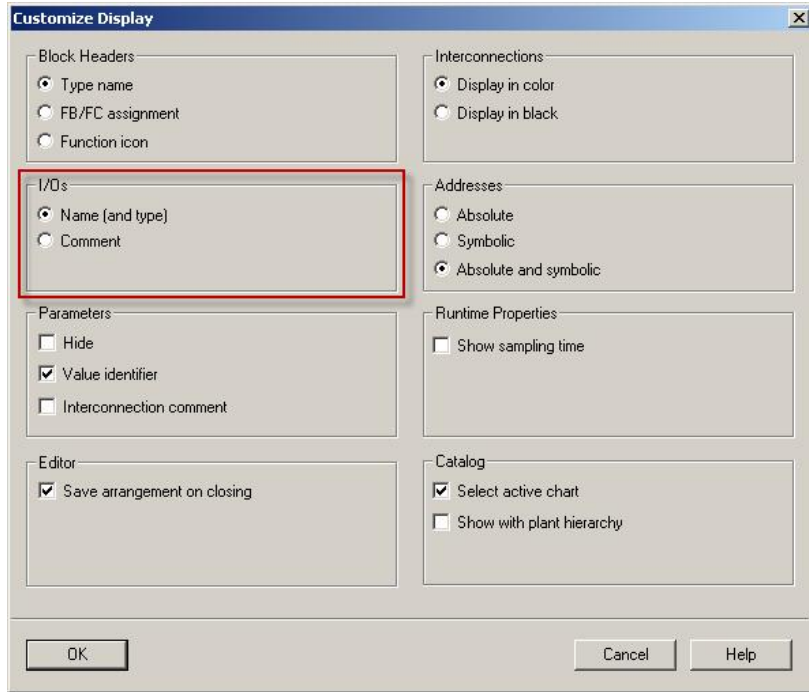 Customize Display
Block Headers
Type name
FB/FC assignment
Function icon
Interconnections
Display in color
Display in black
I/Os
Name (and type)
Comment
Addresses
Absolute
Symbolic
Absolute and symbolic
Parameters
Hide
Value identifier
Interconnection comment
Runtime Properties
Show sampling time
Editor
Save arrangement on closing
Catalog
Select active chart
Show with plant hierarchy
OK
Cancel
Help